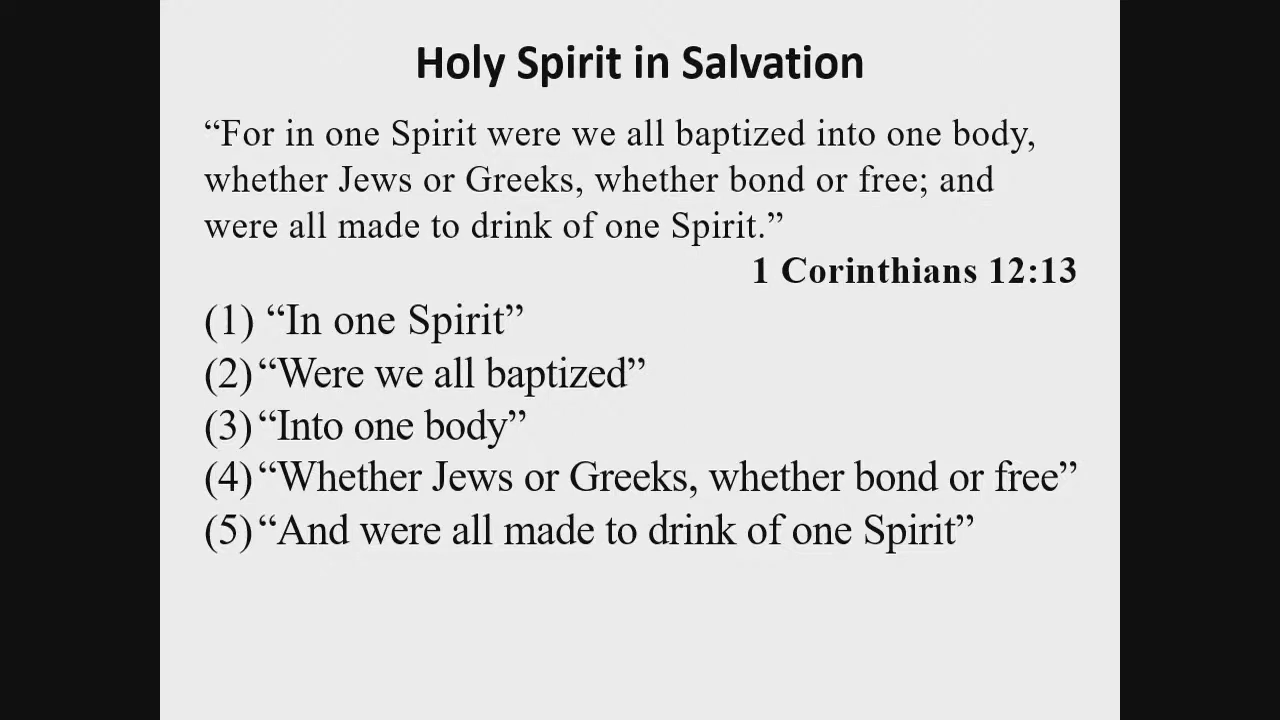 Holy Spirit in Salvation
“For in one Spirit were we all baptized into one body,
whether Jews or Greeks, whether bond or free; and
were all made to drink of one Spirit.”
1 Corinthians 12:13
(1) “In one Spirit”
(2) “Were we all baptized”
(3) “Into one body”
(4) “Whether Jews or Greeks, whether bond or free”
(5) “And were all made to drink of one Spirit”